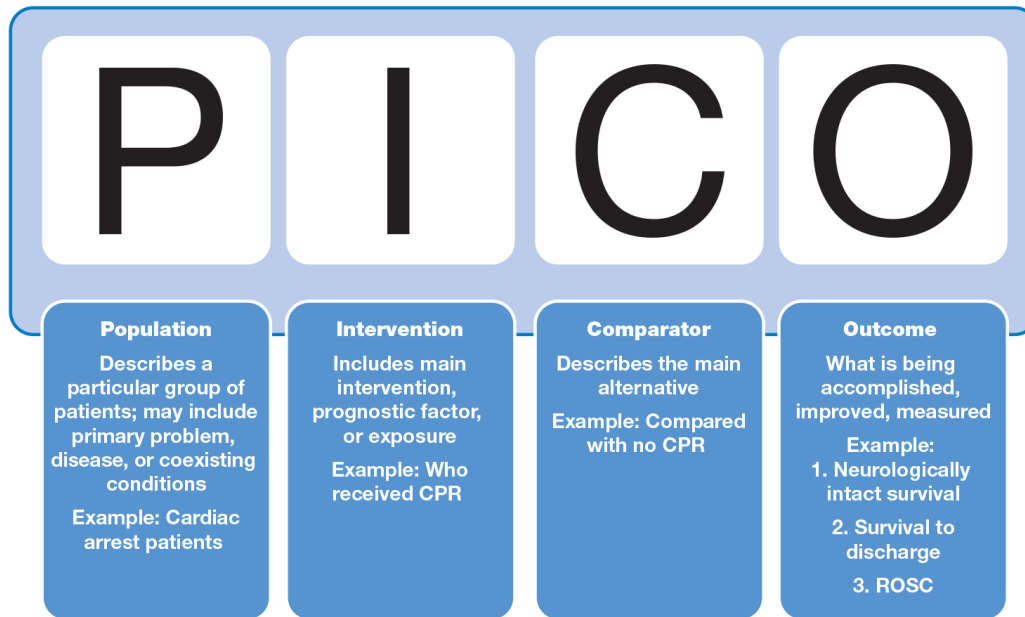 P I C O
Population
Describes a
particular group of
patients; may include
primary problem,
disease, or coexisting
conditions
Example: Cardiac
arrest patients
Intervention
Includes main
intervention,
prognostic factor,
or exposure
Example: Who
received CPR
Comparator
Describes the main
alternative
Example: Compared
with no CPR
Outcome
What is being
accomplished,
improved, measured
Example:
1. Neurologically
intact survival
2. Survival to
discharge
3. ROSC